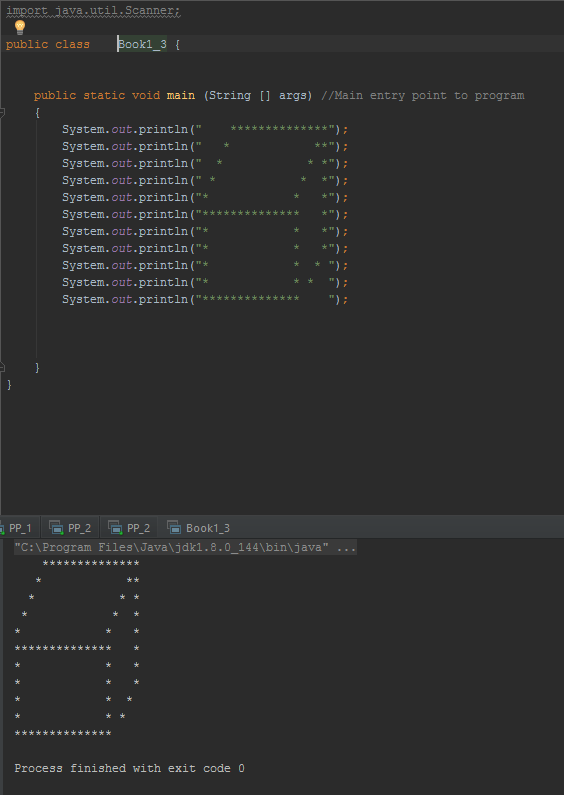 import java.util.Scanner;
public class    Book1_3 {
    public static void main (String [] args) //Main entry point to program
    {
        System.out.println("    **************");
        System.out.println("   *            **");
        System.out.println("  *            * *");
        System.out.println(" *            *  *");
        System.out.println("*            *   *");
        System.out.println("**************   *");
        System.out.println("*            *   *");
        System.out.println("*            *   *");
        System.out.println("*            *  * ");
        System.out.println("*            * *  ");
        System.out.println("**************    ");
    }
}
PP_1 PP_2 PP_2 Book1_3
"C:\Program Files\Java\jdk1.8.0_144\bin\java" ...
    **************
   *            **
  *            * *
 *            *  *
*            *   *
**************   *
*            *   *
*            *   *
*            *  *
*            * *
**************
Process finished with exit code 0